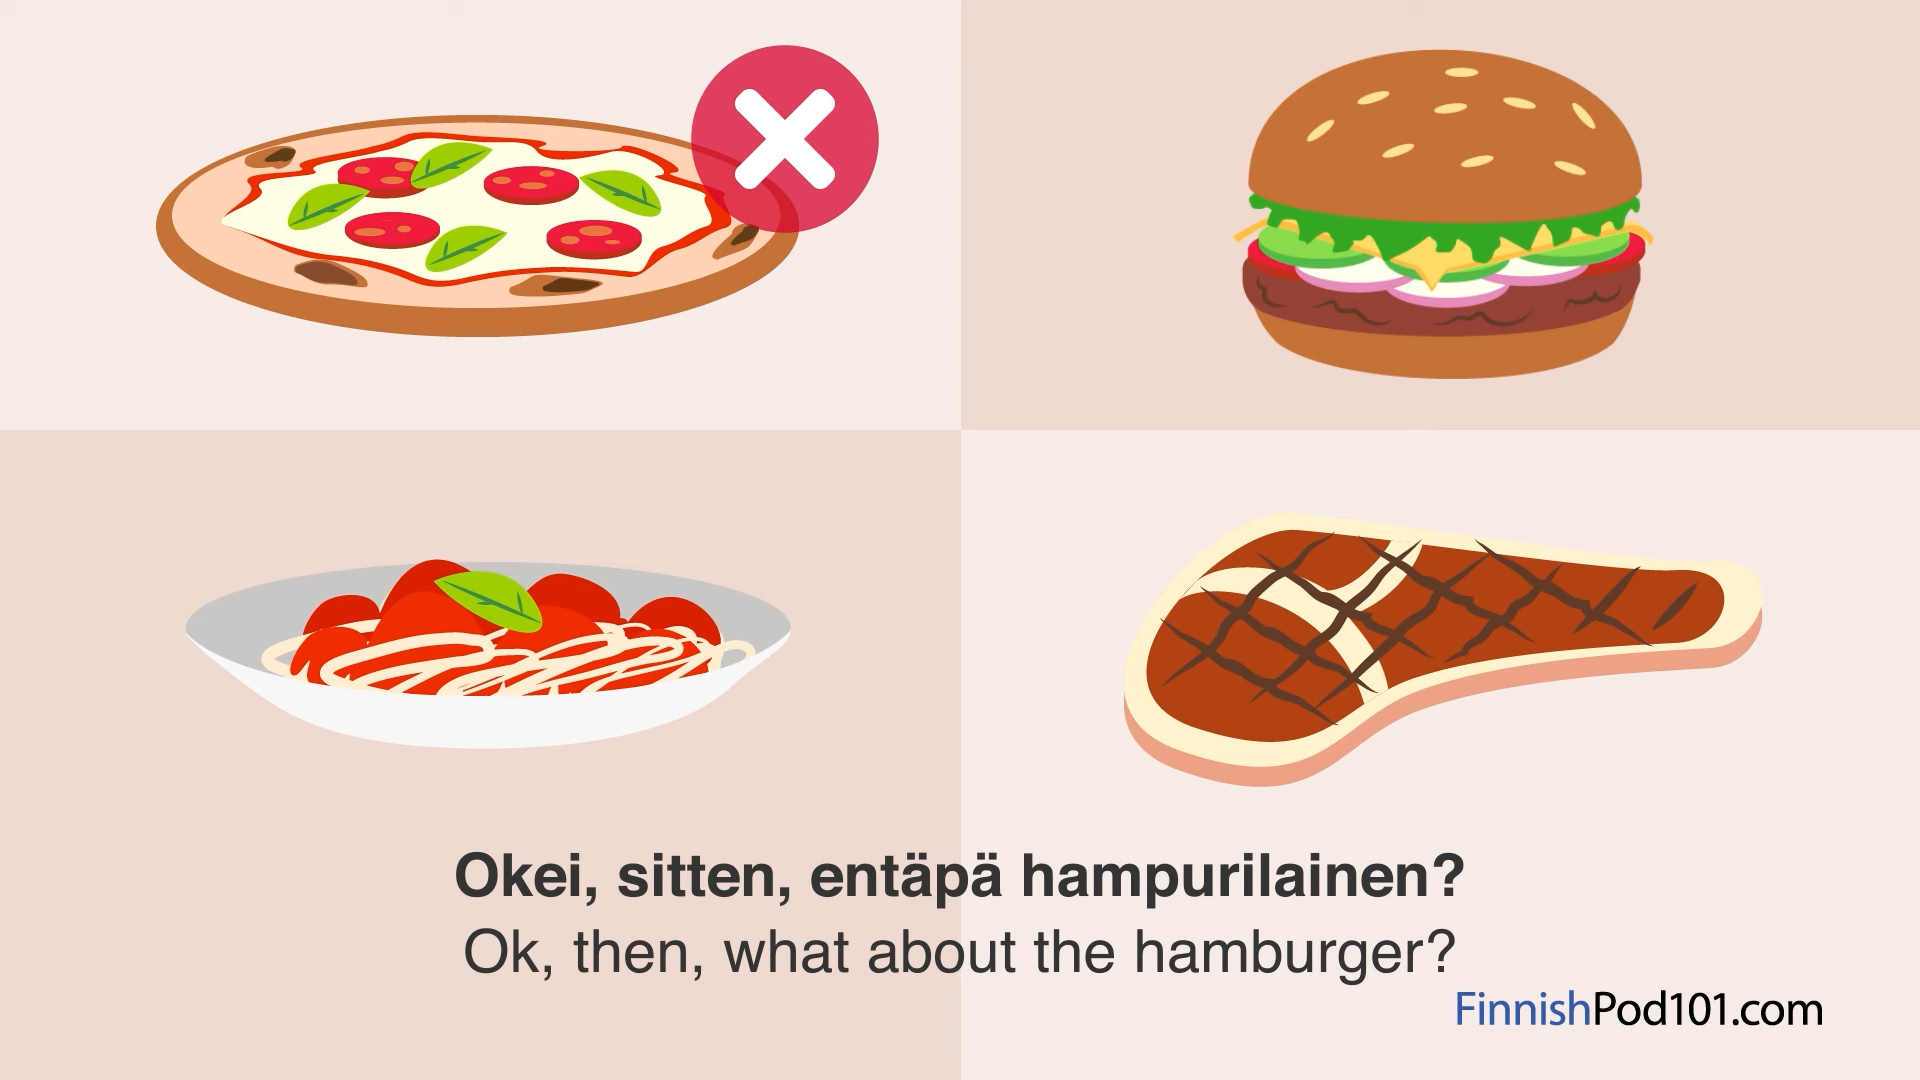 Okei, sitten, entäpä hampurilainen?
Ok, then, what about the hamburger?
FinnishPod101.com